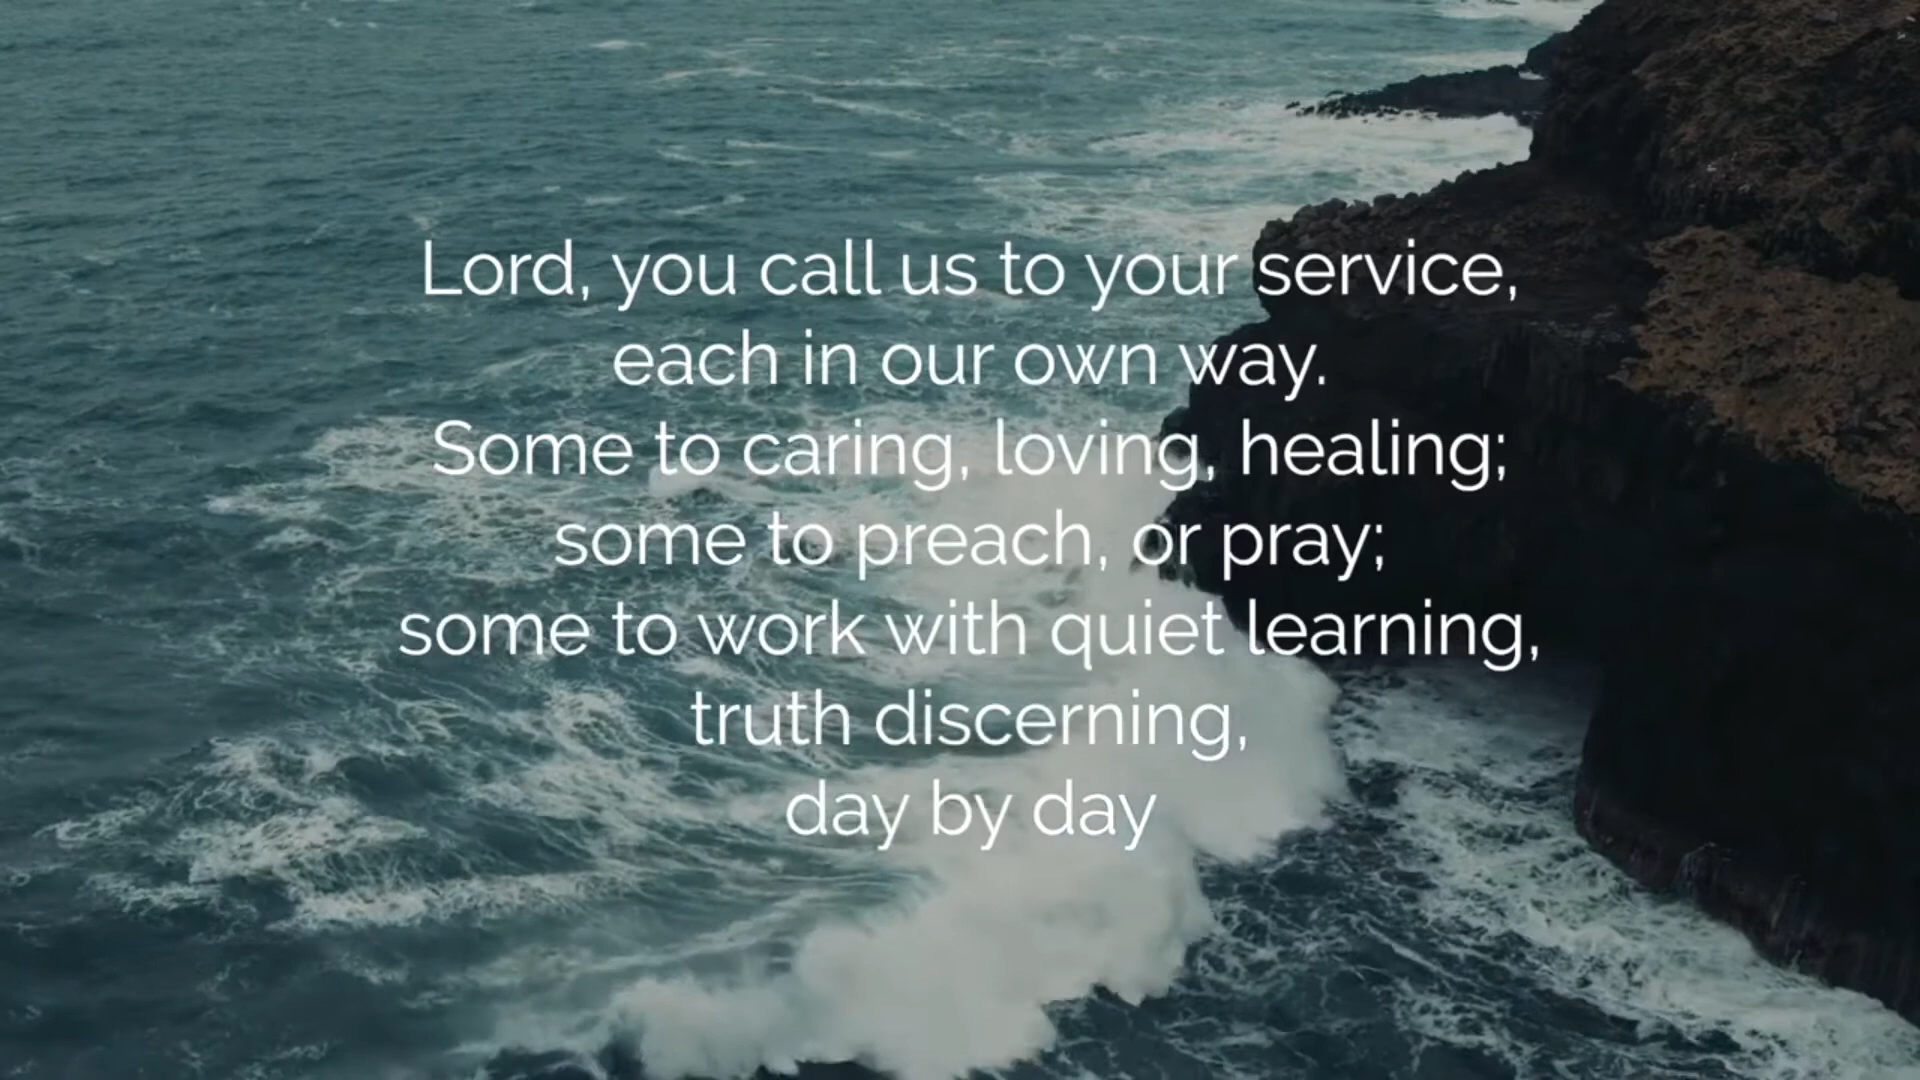 Lord, you call us to your service,
each in our own way.
Some to caring, loving, healing;
some to preach, or pray;
some to work with quiet learning,
truth discerning,
day by day